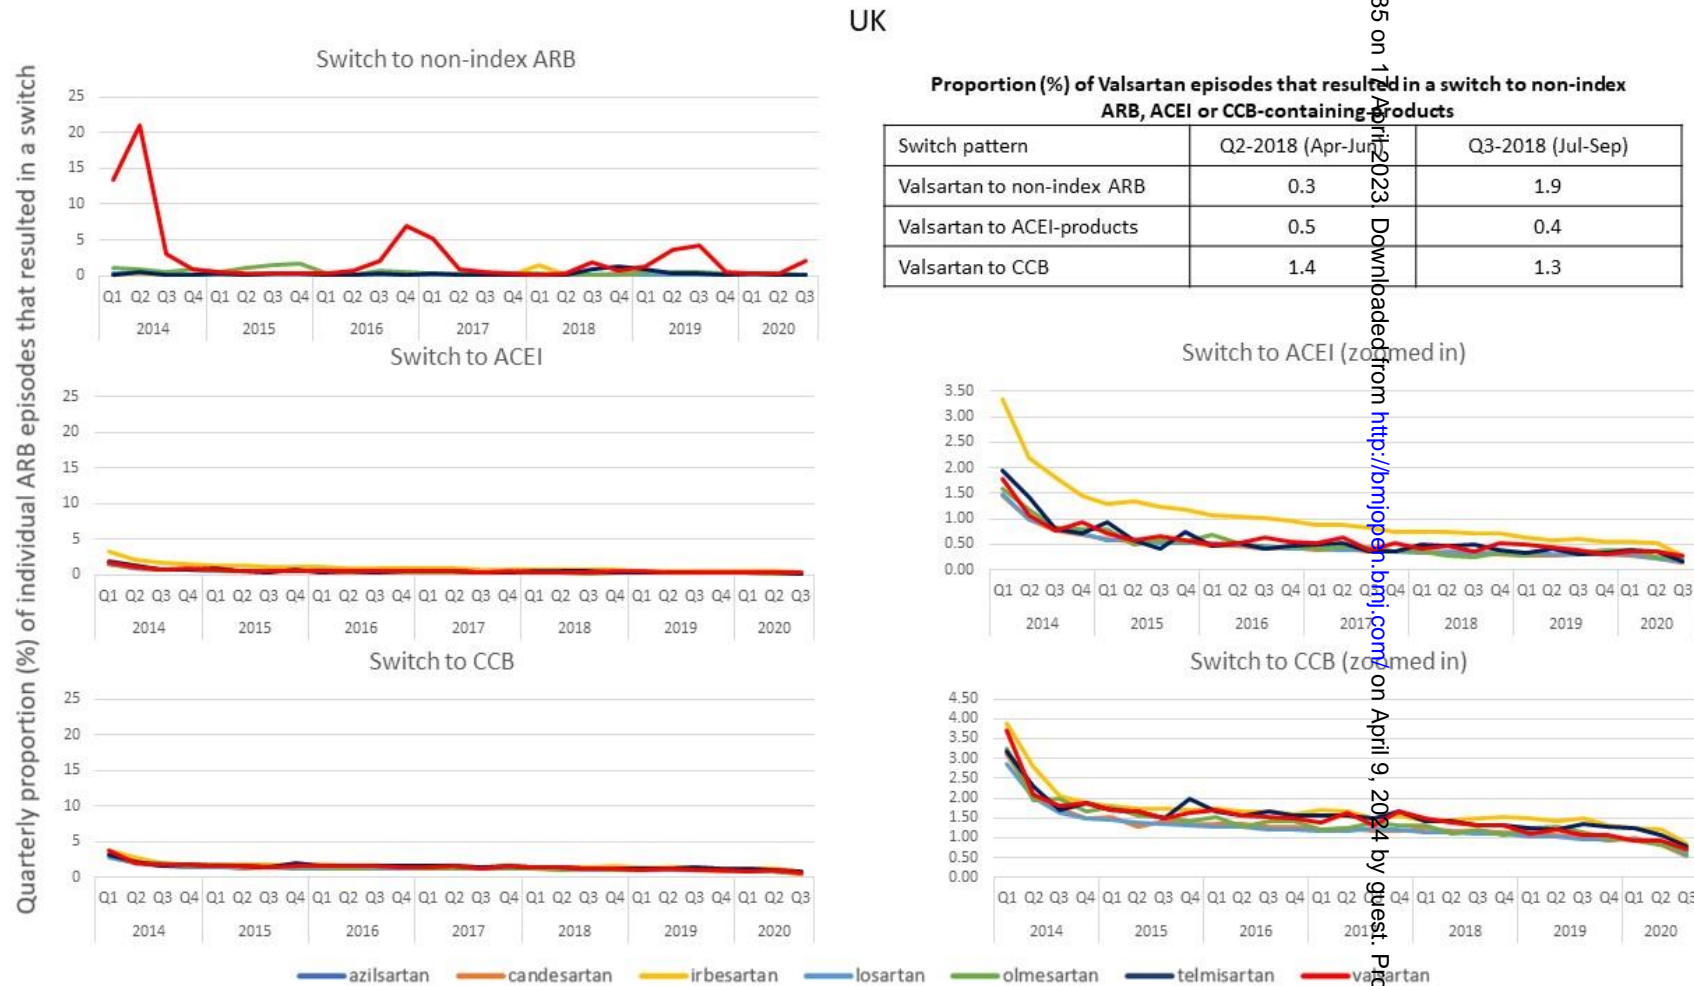 UK
Quarterly proportion (%) of individual ARB episodes that resulted in a switch
Switch to non-index ARB
25
20
15
10
5
0
Q1 Q2 Q3 Q4 Q1 Q2 Q3 Q4 Q1 Q2 Q3 Q4 Q1 Q2 Q3 Q4 Q1 Q2 Q3 Q4 Q1 Q2 Q3 Q4 Q1 Q2 Q3
2014 2015 2016 2017 2018 2019 2020
Proportion (%) of Valsartan episodes that resulted in a switch to non-index
ARB, ACEI or CCB-containing products
Switch pattern Q2-2018 (Apr-Jun) Q3-2018 (Jul-Sep)
Valsartan to non-index ARB 0.3 1.9
Valsartan to ACEI-products 0.5 0.4
Valsartan to CCB 1.4 1.3
Switch to ACEI
25
20
15
10
5
0
Q1 Q2 Q3 Q4 Q1 Q2 Q3 Q4 Q1 Q2 Q3 Q4 Q1 Q2 Q3 Q4 Q1 Q2 Q3 Q4 Q1 Q2 Q3 Q4 Q1 Q2 Q3
2014 2015 2016 2017 2018 2019 2020
Switch to ACEI (zoomed in)
3.50
3.00
2.50
2.00
1.50
1.00
0.50
0.00
Q1 Q2 Q3 Q4 Q1 Q2 Q3 Q4 Q1 Q2 Q3 Q4 Q1 Q2 Q3 Q4 Q1 Q2 Q3 Q4 Q1 Q2 Q3 Q4 Q1 Q2 Q3
2014 2015 2016 2017 2018 2019 2020
Switch to CCB
25
20
15
10
5
0
Q1 Q2 Q3 Q4 Q1 Q2 Q3 Q4 Q1 Q2 Q3 Q4 Q1 Q2 Q3 Q4 Q1 Q2 Q3 Q4 Q1 Q2 Q3 Q4 Q1 Q2 Q3
2014 2015 2016 2017 2018 2019 2020
Switch to CCB (zoomed in)
4.50
4.00
3.50
3.00
2.50
2.00
1.50
1.00
0.50
0.00
Q1 Q2 Q3 Q4 Q1 Q2 Q3 Q4 Q1 Q2 Q3 Q4 Q1 Q2 Q3 Q4 Q1 Q2 Q3 Q4 Q1 Q2 Q3 Q4 Q1 Q2 Q3
2014 2015 2016 2017 2018 2019 2020
azilsartan candesartan irbesartan losartan olmesartan telmisartan valsartan
35 on 17 April 2023. Downloaded from http://bmjopen.bmj.com/ on April 9, 2024 by guest.